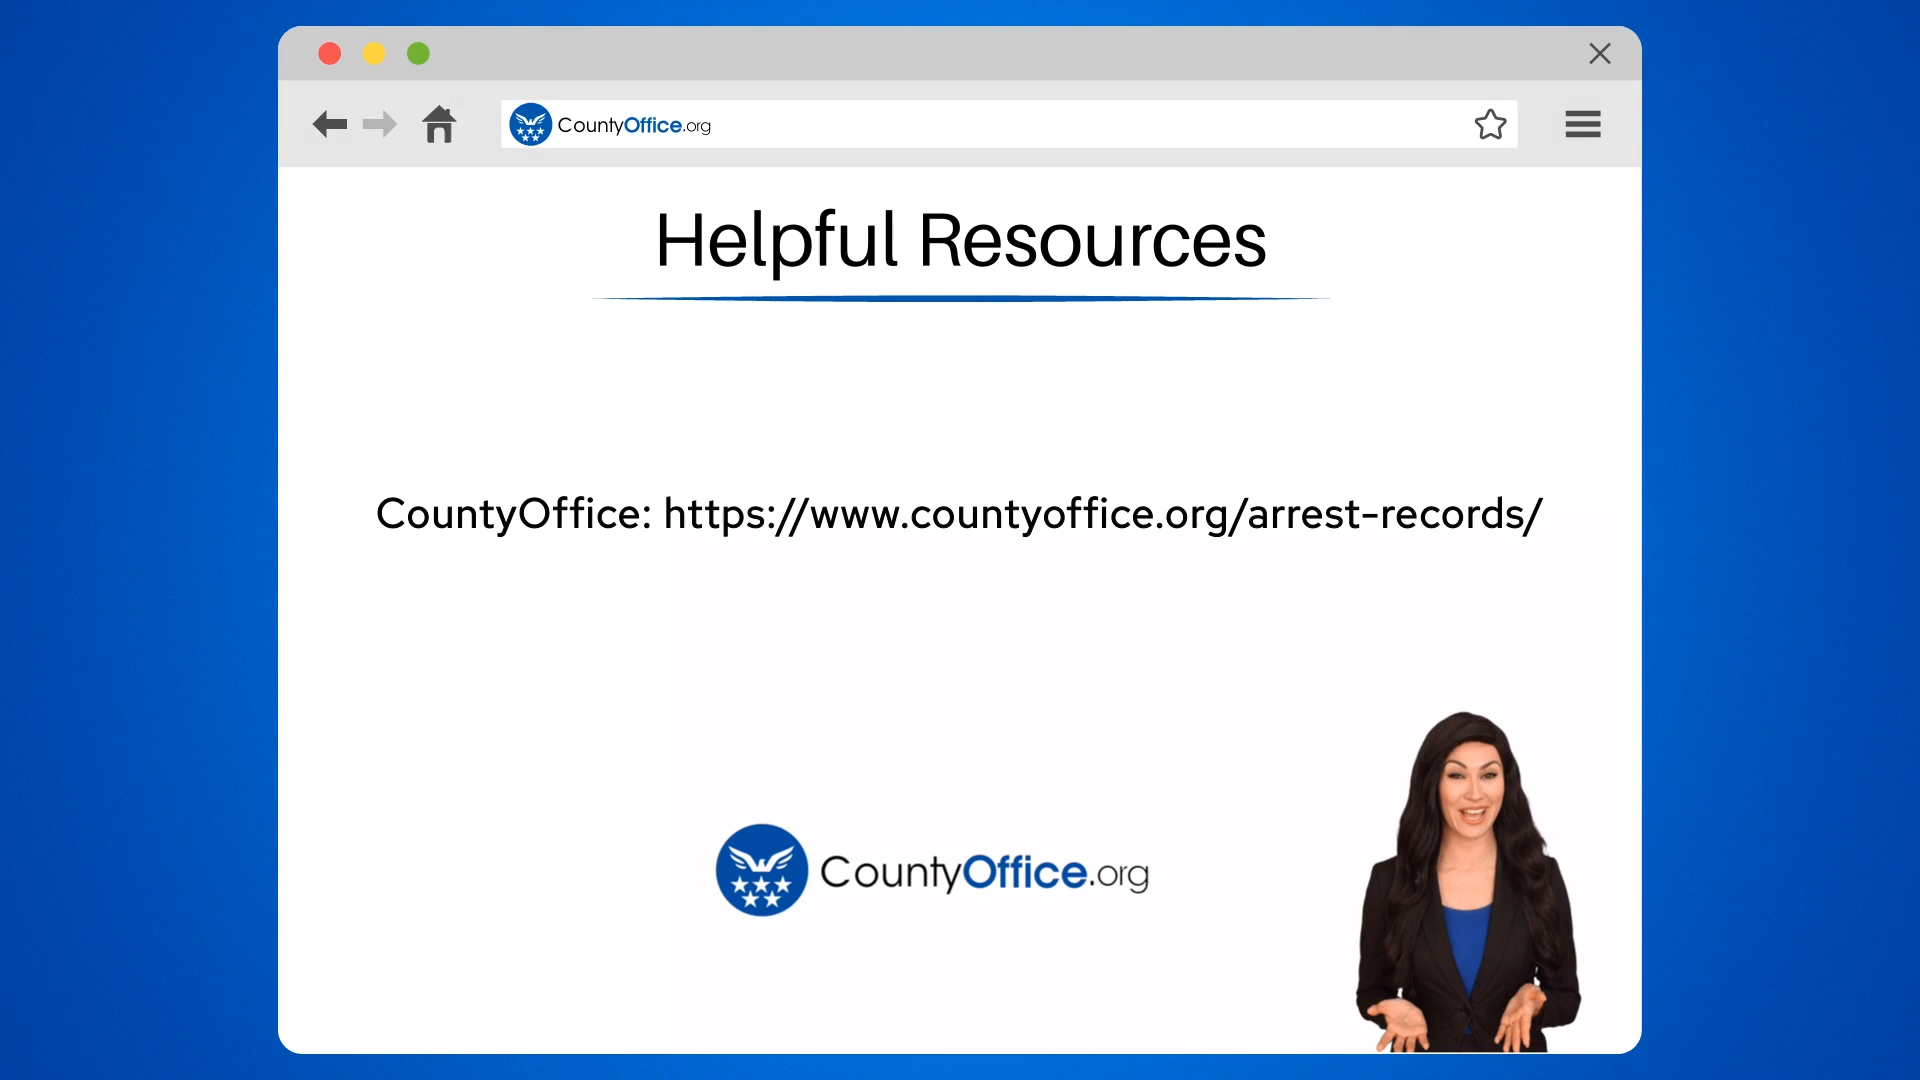 CountyOffice.org
Helpful Resources
CountyOffice: https://www.countyoffice.org/arrest-records/
CountyOffice.org